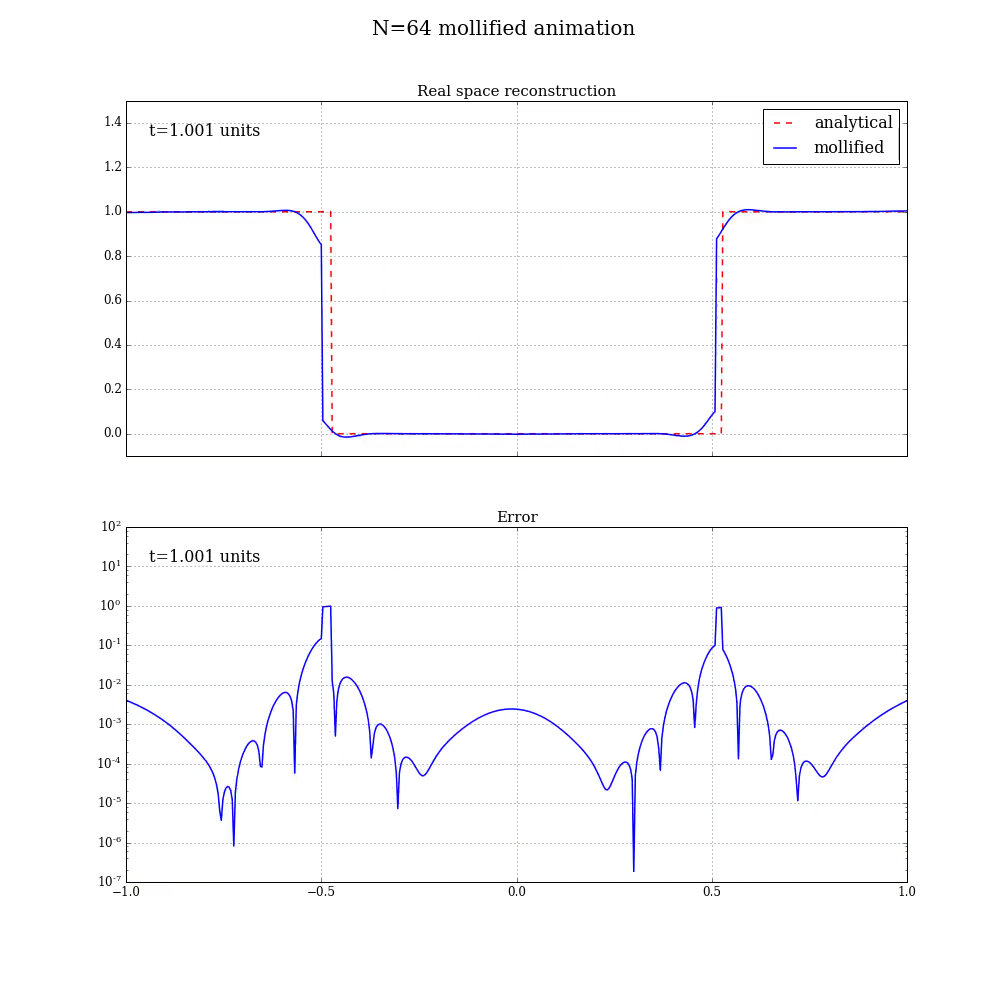 N=64 mollified animation
Real space reconstruction
t=1.001 units
analytical
mollified
1.4
1.2
1.0
0.8
0.6
0.4
0.2
0.0
Error
t=1.001 units
10²
10¹
10⁰
10⁻¹
10⁻²
10⁻³
10⁻⁴
10⁻⁵
10⁻⁶
10⁻⁷
−1.0 −0.5 0.0 0.5 1.0